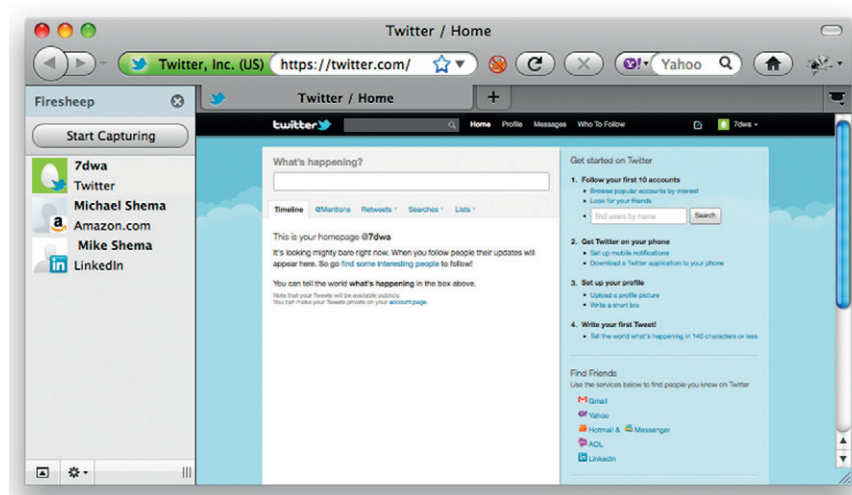 Twitter / Home
Twitter, Inc. (US) https://twitter.com/ Yahoo
Firesheep
Twitter / Home +
Start Capturing
7dwa
Twitter
Michael Shema
Amazon.com
Mike Shema
LinkedIn
twitter Home Profile Messages Who To Follow 7dwa
What's happening?
Timeline @Mentions Retweets Searches Lists
This is your homepage @7dwa
It's looking mighty bare right now. When you follow people their updates will
appear here. So go find some interesting people to follow!
You can tell the world what's happening in the box above.
Note that your Tweets will be available publicly.
You can make your Tweets private on your account page.
Get started on Twitter
1. Follow your first 10 accounts
Browse popular accounts by interest
Look for your friends
find users by name Search
2. Get Twitter on your phone
Set up mobile notifications
Download a Twitter application to your phone
3. Set up your profile
Upload a profile picture
Write a short bio
4. Write your first Tweet!
Tell the world what's happening in 140 characters or less
Find Friends
Use the services below to find people you know on Twitter
Gmail
Yahoo
Hotmail & Messenger
AOL
LinkedIn